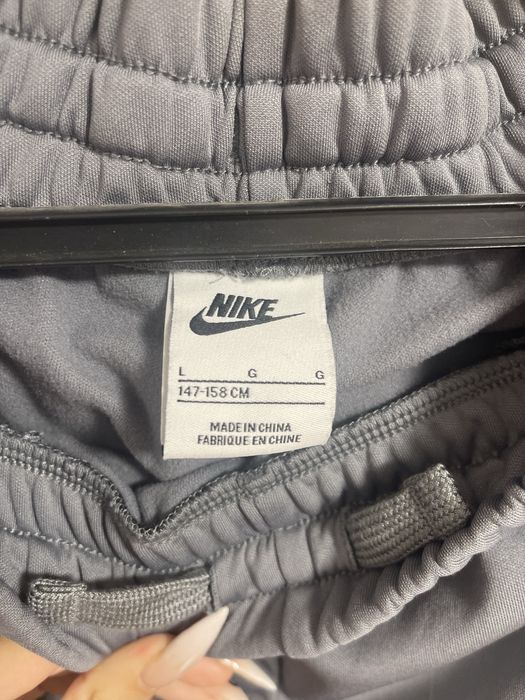 NIKE
L G G
147-158 CM
MADE IN CHINA
FABRIQUE EN CHINE